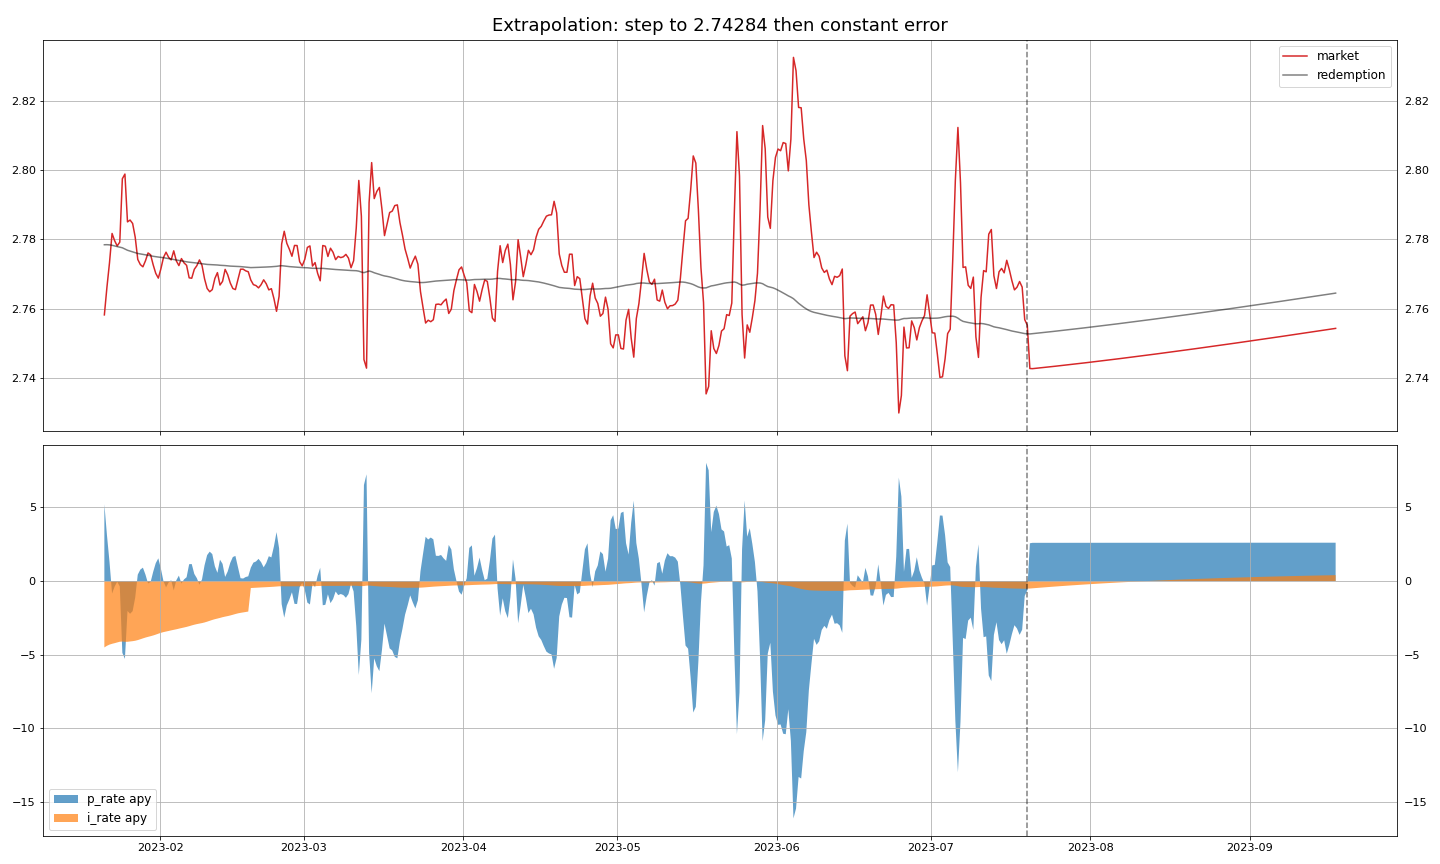 Extrapolation: step to 2.74284 then constant error
market
redemption
2.82 2.82
2.80 2.80
2.78 2.78
2.76 2.76
2.74 2.74
5 5
0 0
−5 −5
−10 −10
−15 −15
p_rate apy
i_rate apy
2023-02 2023-03 2023-04 2023-05 2023-06 2023-07 2023-08 2023-09